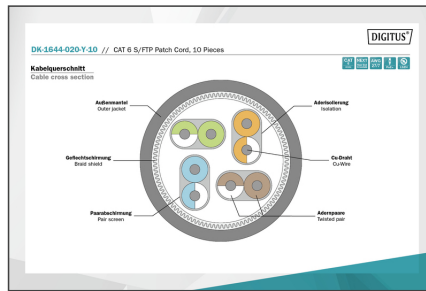 DIGITUS®
DK-1644-020-Y-10 // CAT 6 S/FTP Patch Cord, 10 Pieces
Kabelquerschnitt
Cable cross section
Außenmantel
Outer jacket
Aderisolierung
Isolation
Geflechtschirmung
Braid shield
Cu-Draht
Cu-Wire
Paarabschirmung
Pair screen
Adernpaare
Twisted pair